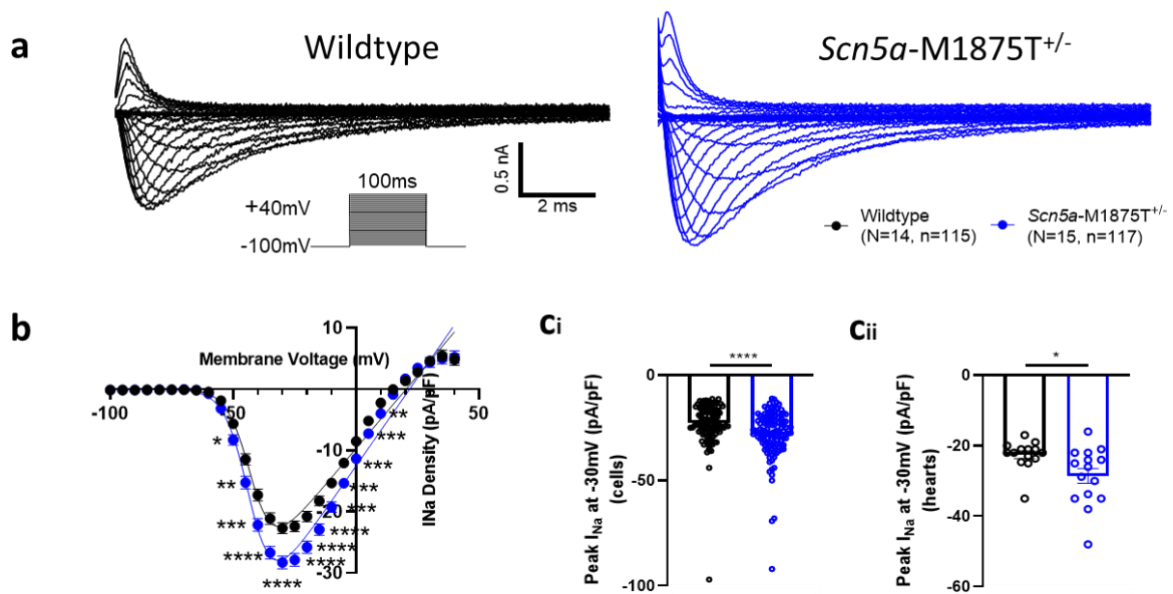 a
Wildtype
Scn5a-M1875T+/-
0.5 nA
2 ms
100ms
+40mV
-100mV
Wildtype
(N=14, n=115)
Scn5a-M1875T+/-
(N=15, n=117)
b
10
Membrane Voltage (mV)
-100
-50
50
-10
-20
-30
INa Density (pA/pF)
*
**
***
****
****
****
****
****
***
***
***
***
**
ci
****
0
-50
-100
Peak INa at -30mV (pA/pF)
(cells)
cii
*
0
-20
-40
-60
Peak INa at -30mV (pA/pF)
(hearts)